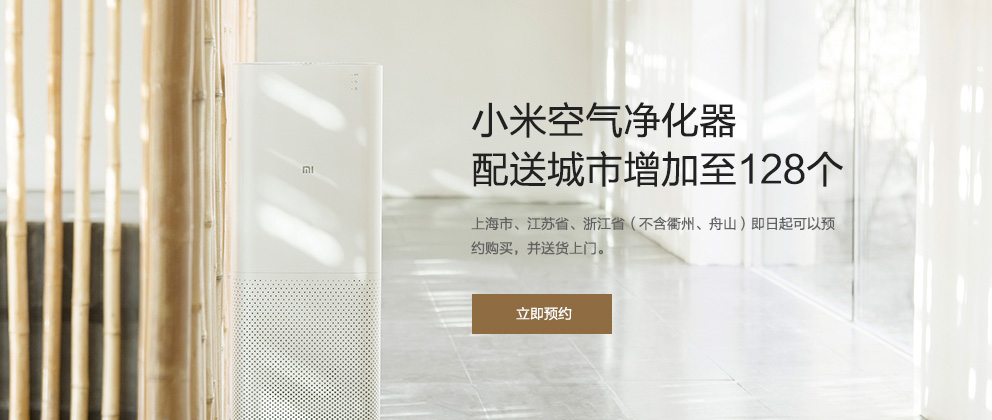 小米空气净化器
配送城市增加至128个
上海市、江苏省、浙江省（不含衢州、舟山）即日起可以预
约购买，并送货上门。
立即预约
MI